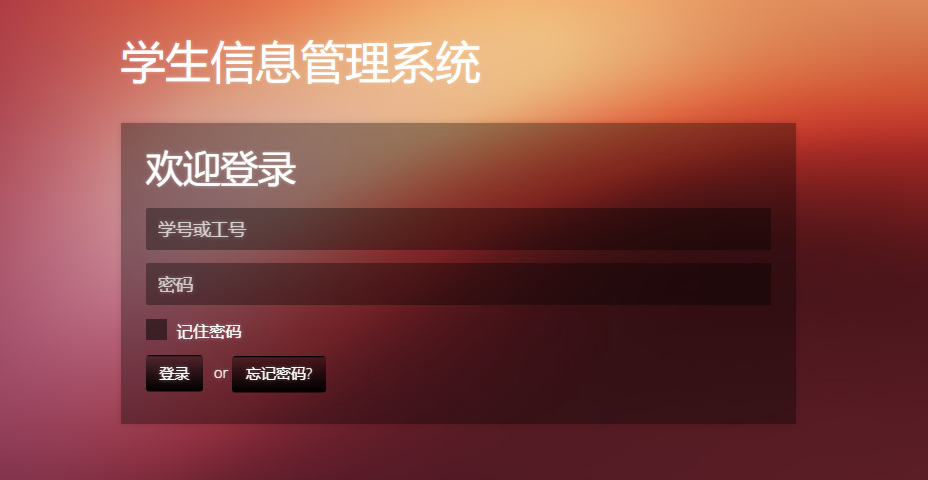 学生信息管理系统
欢迎登录
学号或工号
密码
记住密码
登录 or 忘记密码?